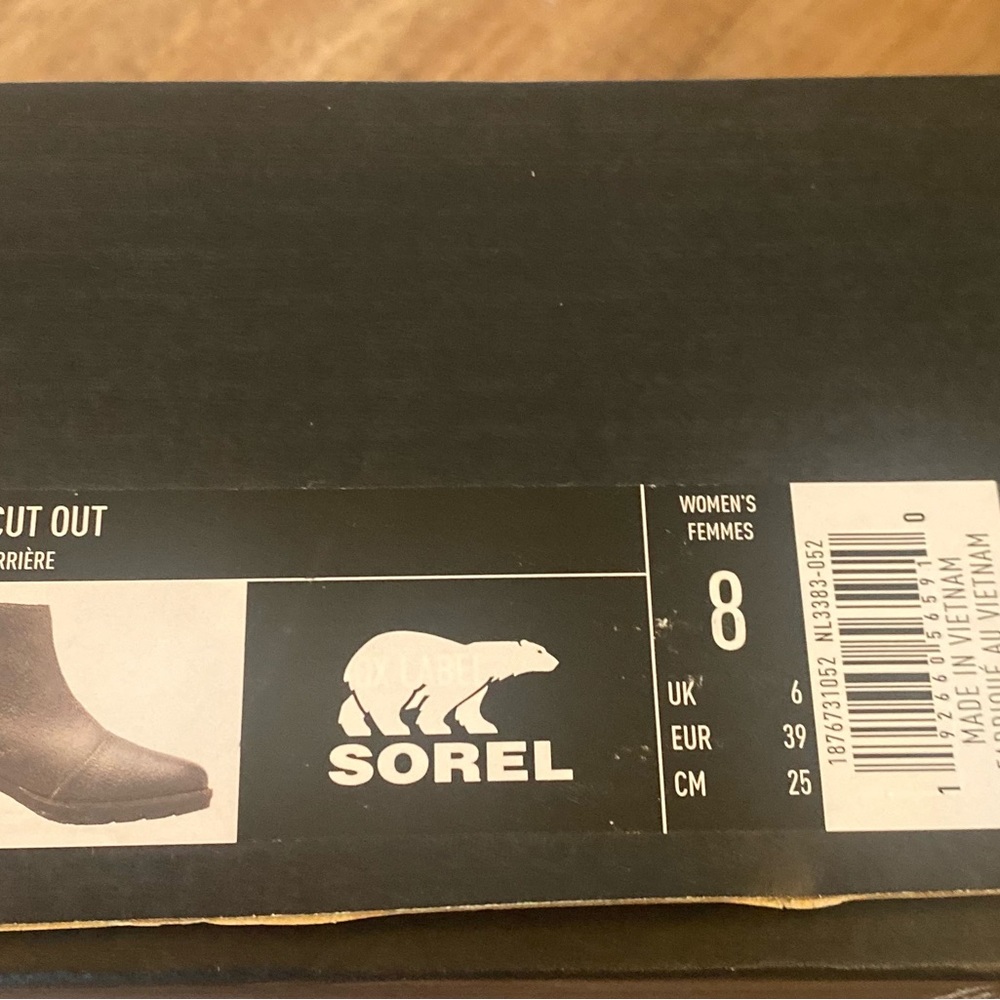 CUT OUT
RRIÈRE
SOREL
WOMEN'S
FEMMES
8
UK 6
EUR 39
CM 25
1876731052 NL3383-052
1 92660 56591 0
MADE IN VIETNAM
FABRIQUÉ AU VIETNAM